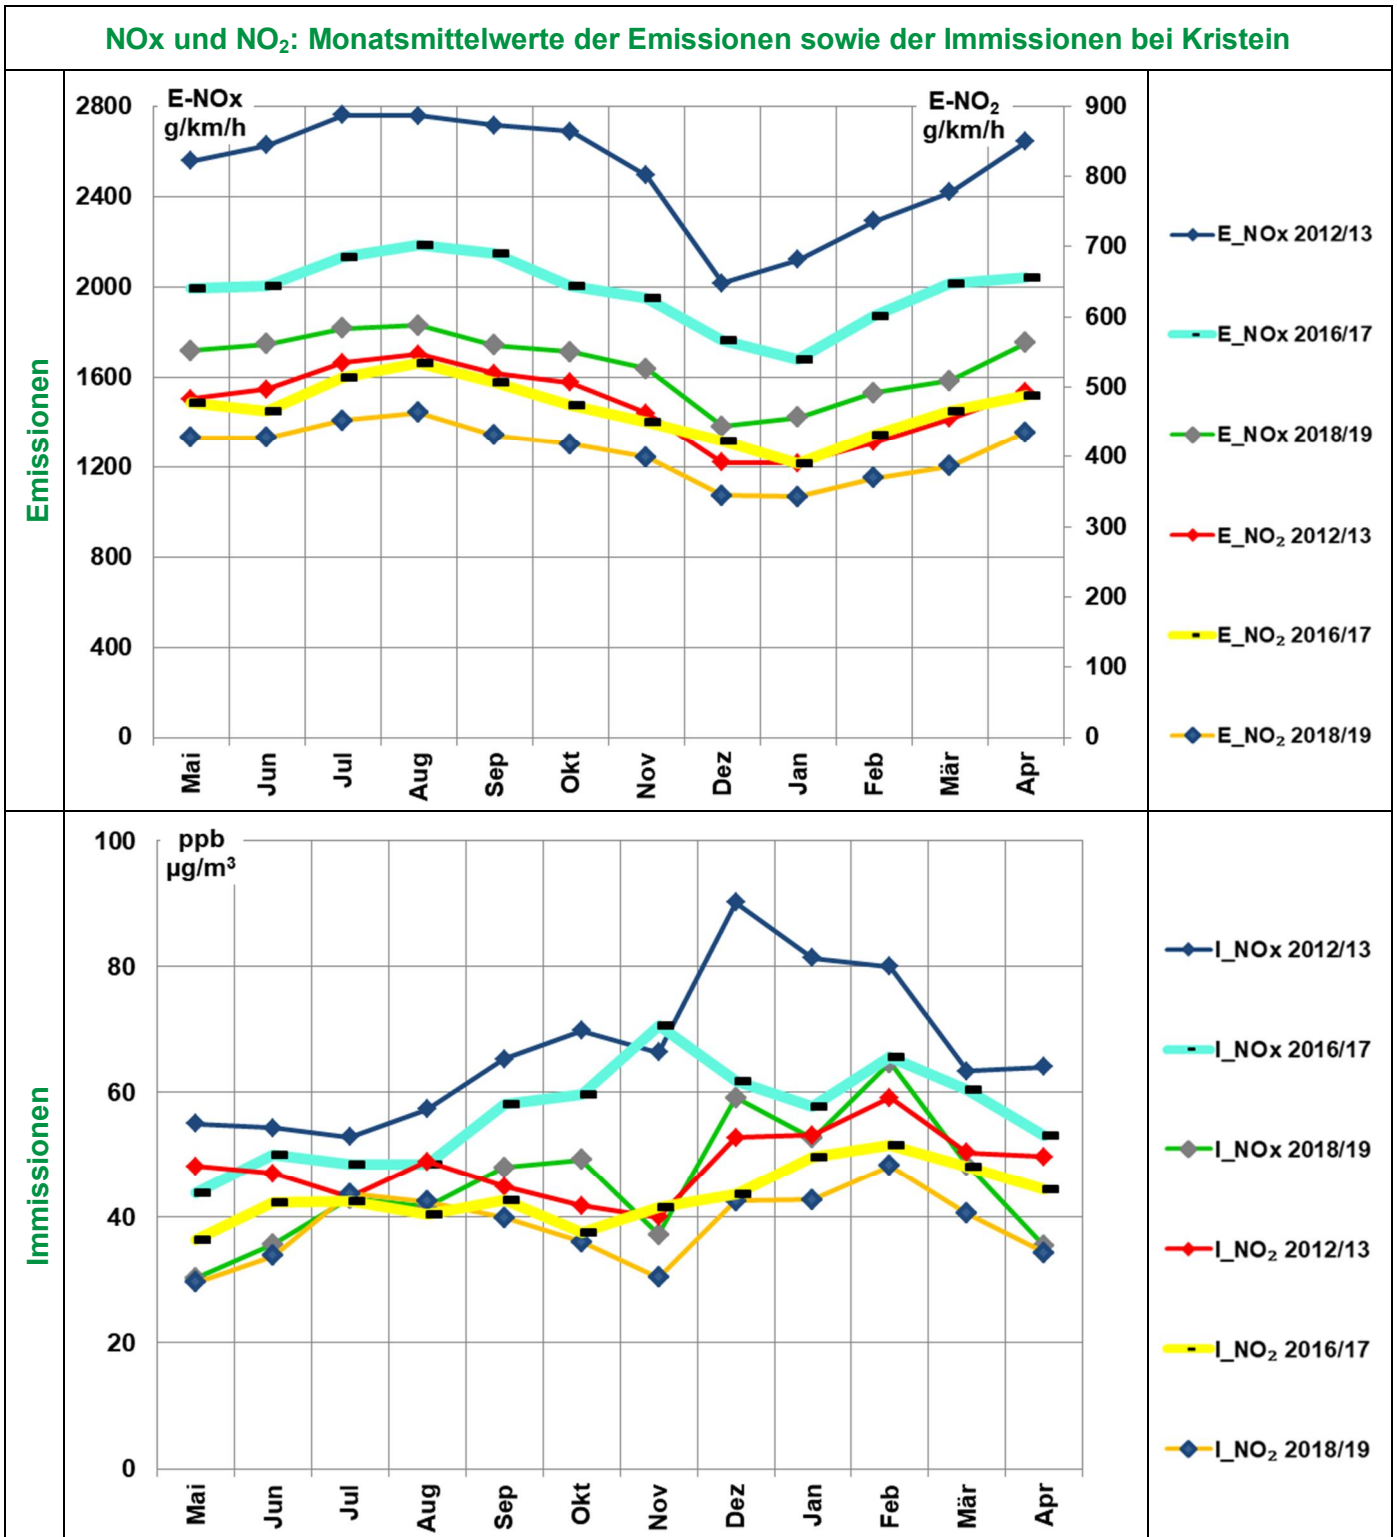 NOx und NO₂: Monatsmittelwerte der Emissionen sowie der Immissionen bei Kristein
Emissionen
E-NOx
g/km/h
E-NO₂
g/km/h
2800
2400
2000
1600
1200
800
400
0
900
800
700
600
500
400
300
200
100
0
Mai Jun Jul Aug Sep Okt Nov Dez Jan Feb Mär Apr
E_NOx 2012/13
E_NOx 2016/17
E_NOx 2018/19
E_NO₂ 2012/13
E_NO₂ 2016/17
E_NO₂ 2018/19
Immissionen
ppb
µg/m³
100
80
60
40
20
0
Mai Jun Jul Aug Sep Okt Nov Dez Jan Feb Mär Apr
I_NOx 2012/13
I_NOx 2016/17
I_NOx 2018/19
I_NO₂ 2012/13
I_NO₂ 2016/17
I_NO₂ 2018/19